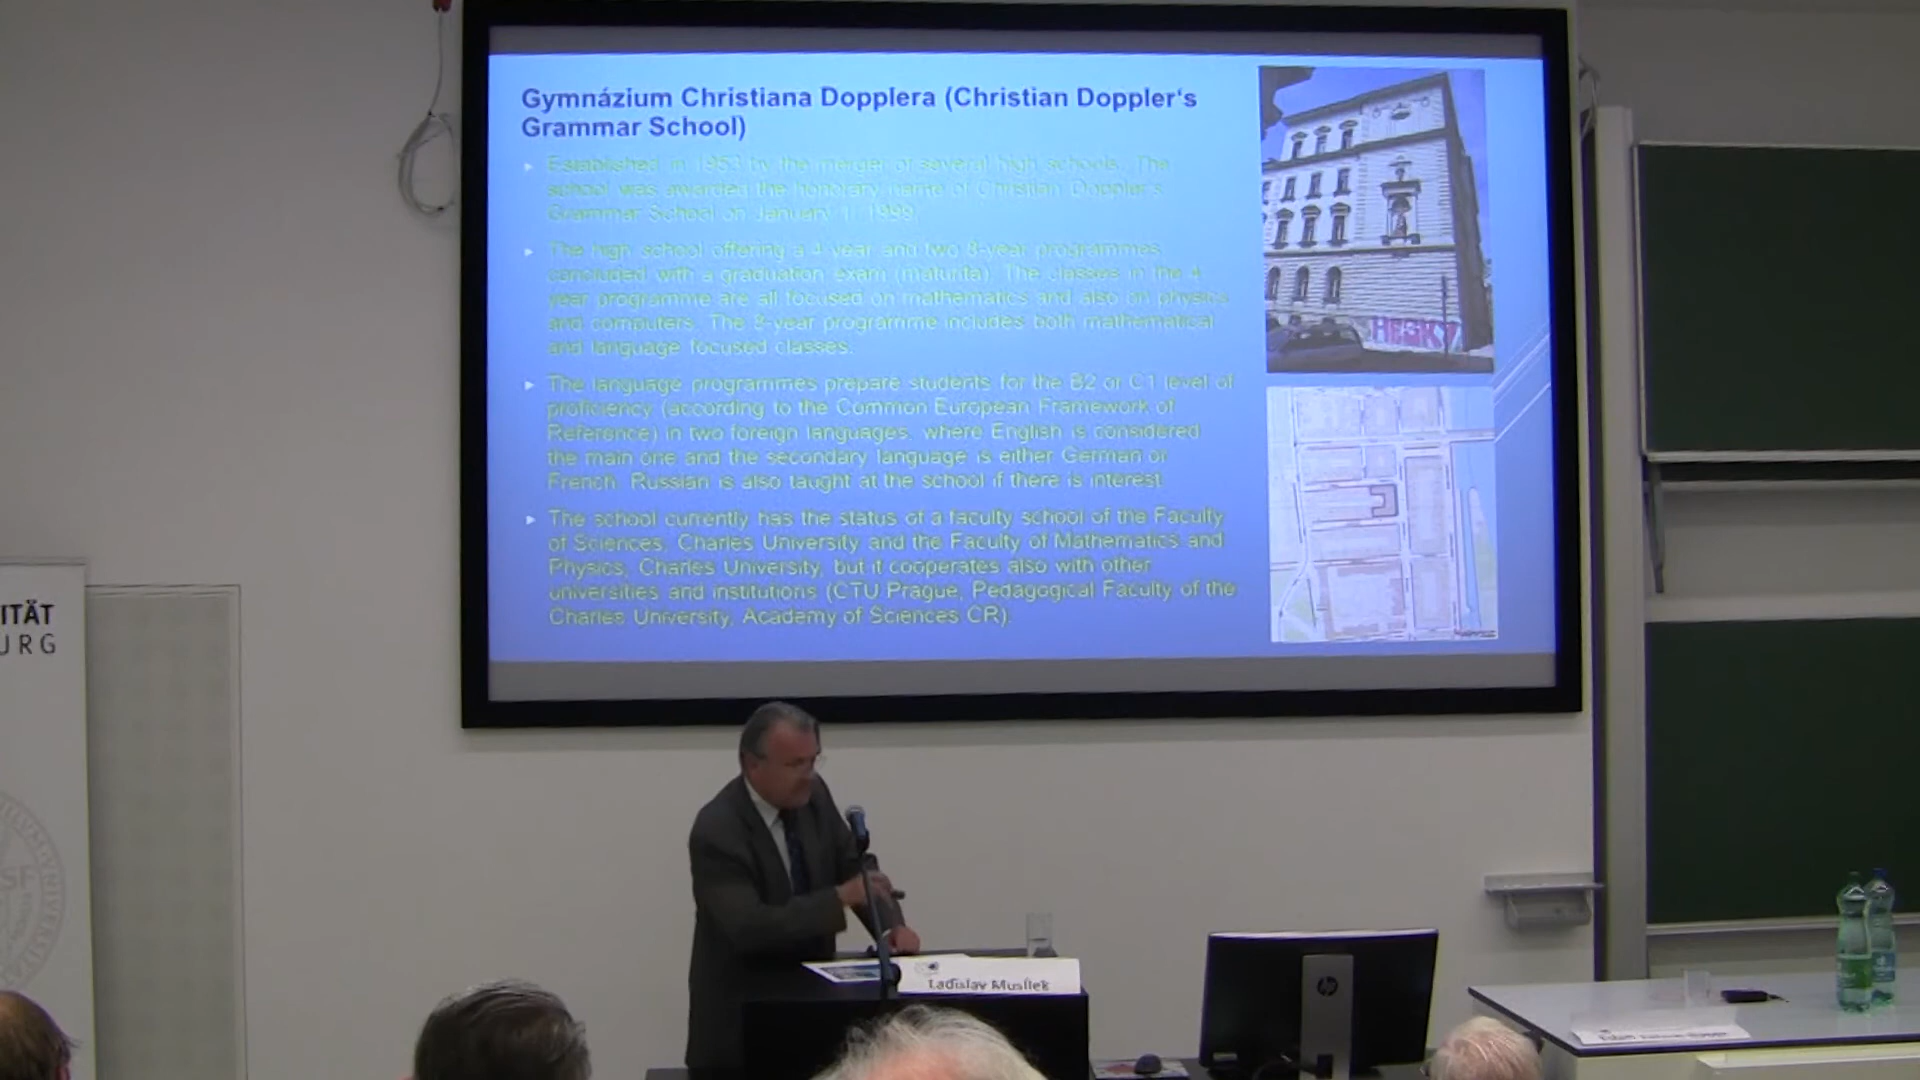 Gymnázium Christiana Dopplera (Christian Doppler‘s
Grammar School)
Established in 1953 by the merger of several high schools. The
school was awarded the honorary name of Christian Doppler's
Grammar School on January 1, 1999.
The high school offering a 4-year and two 8-year programmes
concluded with a graduation exam (maturita). The classes in the 4-
year programme are all focused on mathematics and also on physics
and computers. The 8-year programme includes both mathematical
and language focused classes.
The language programmes prepare students for the B2 or C1 level of
proficiency (according to the Common European Framework of
Reference) in two foreign languages, where English is considered
the main one and the secondary language is either German or
French. Russian is also taught at the school if there is interest.
The school currently has the status of a faculty school of the Faculty
of Sciences, Charles University and the Faculty of Mathematics and
Physics, Charles University, but it cooperates also with other
universities and institutions (CTU Prague, Pedagogical Faculty of the
Charles University, Academy of Sciences CR).
HESKY
ITÄT
URG
SF
Ladislav Musílek
hp